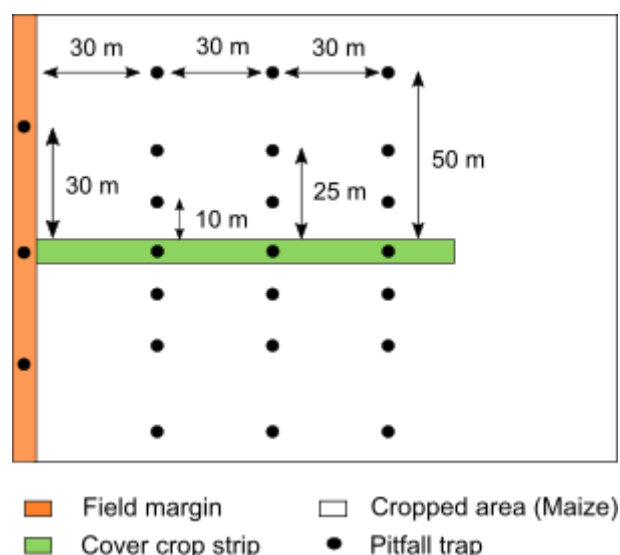 30 m 30 m 30 m
50 m
30 m
25 m
10 m
Field margin
Cropped area (Maize)
Cover crop strip
Pitfall trap